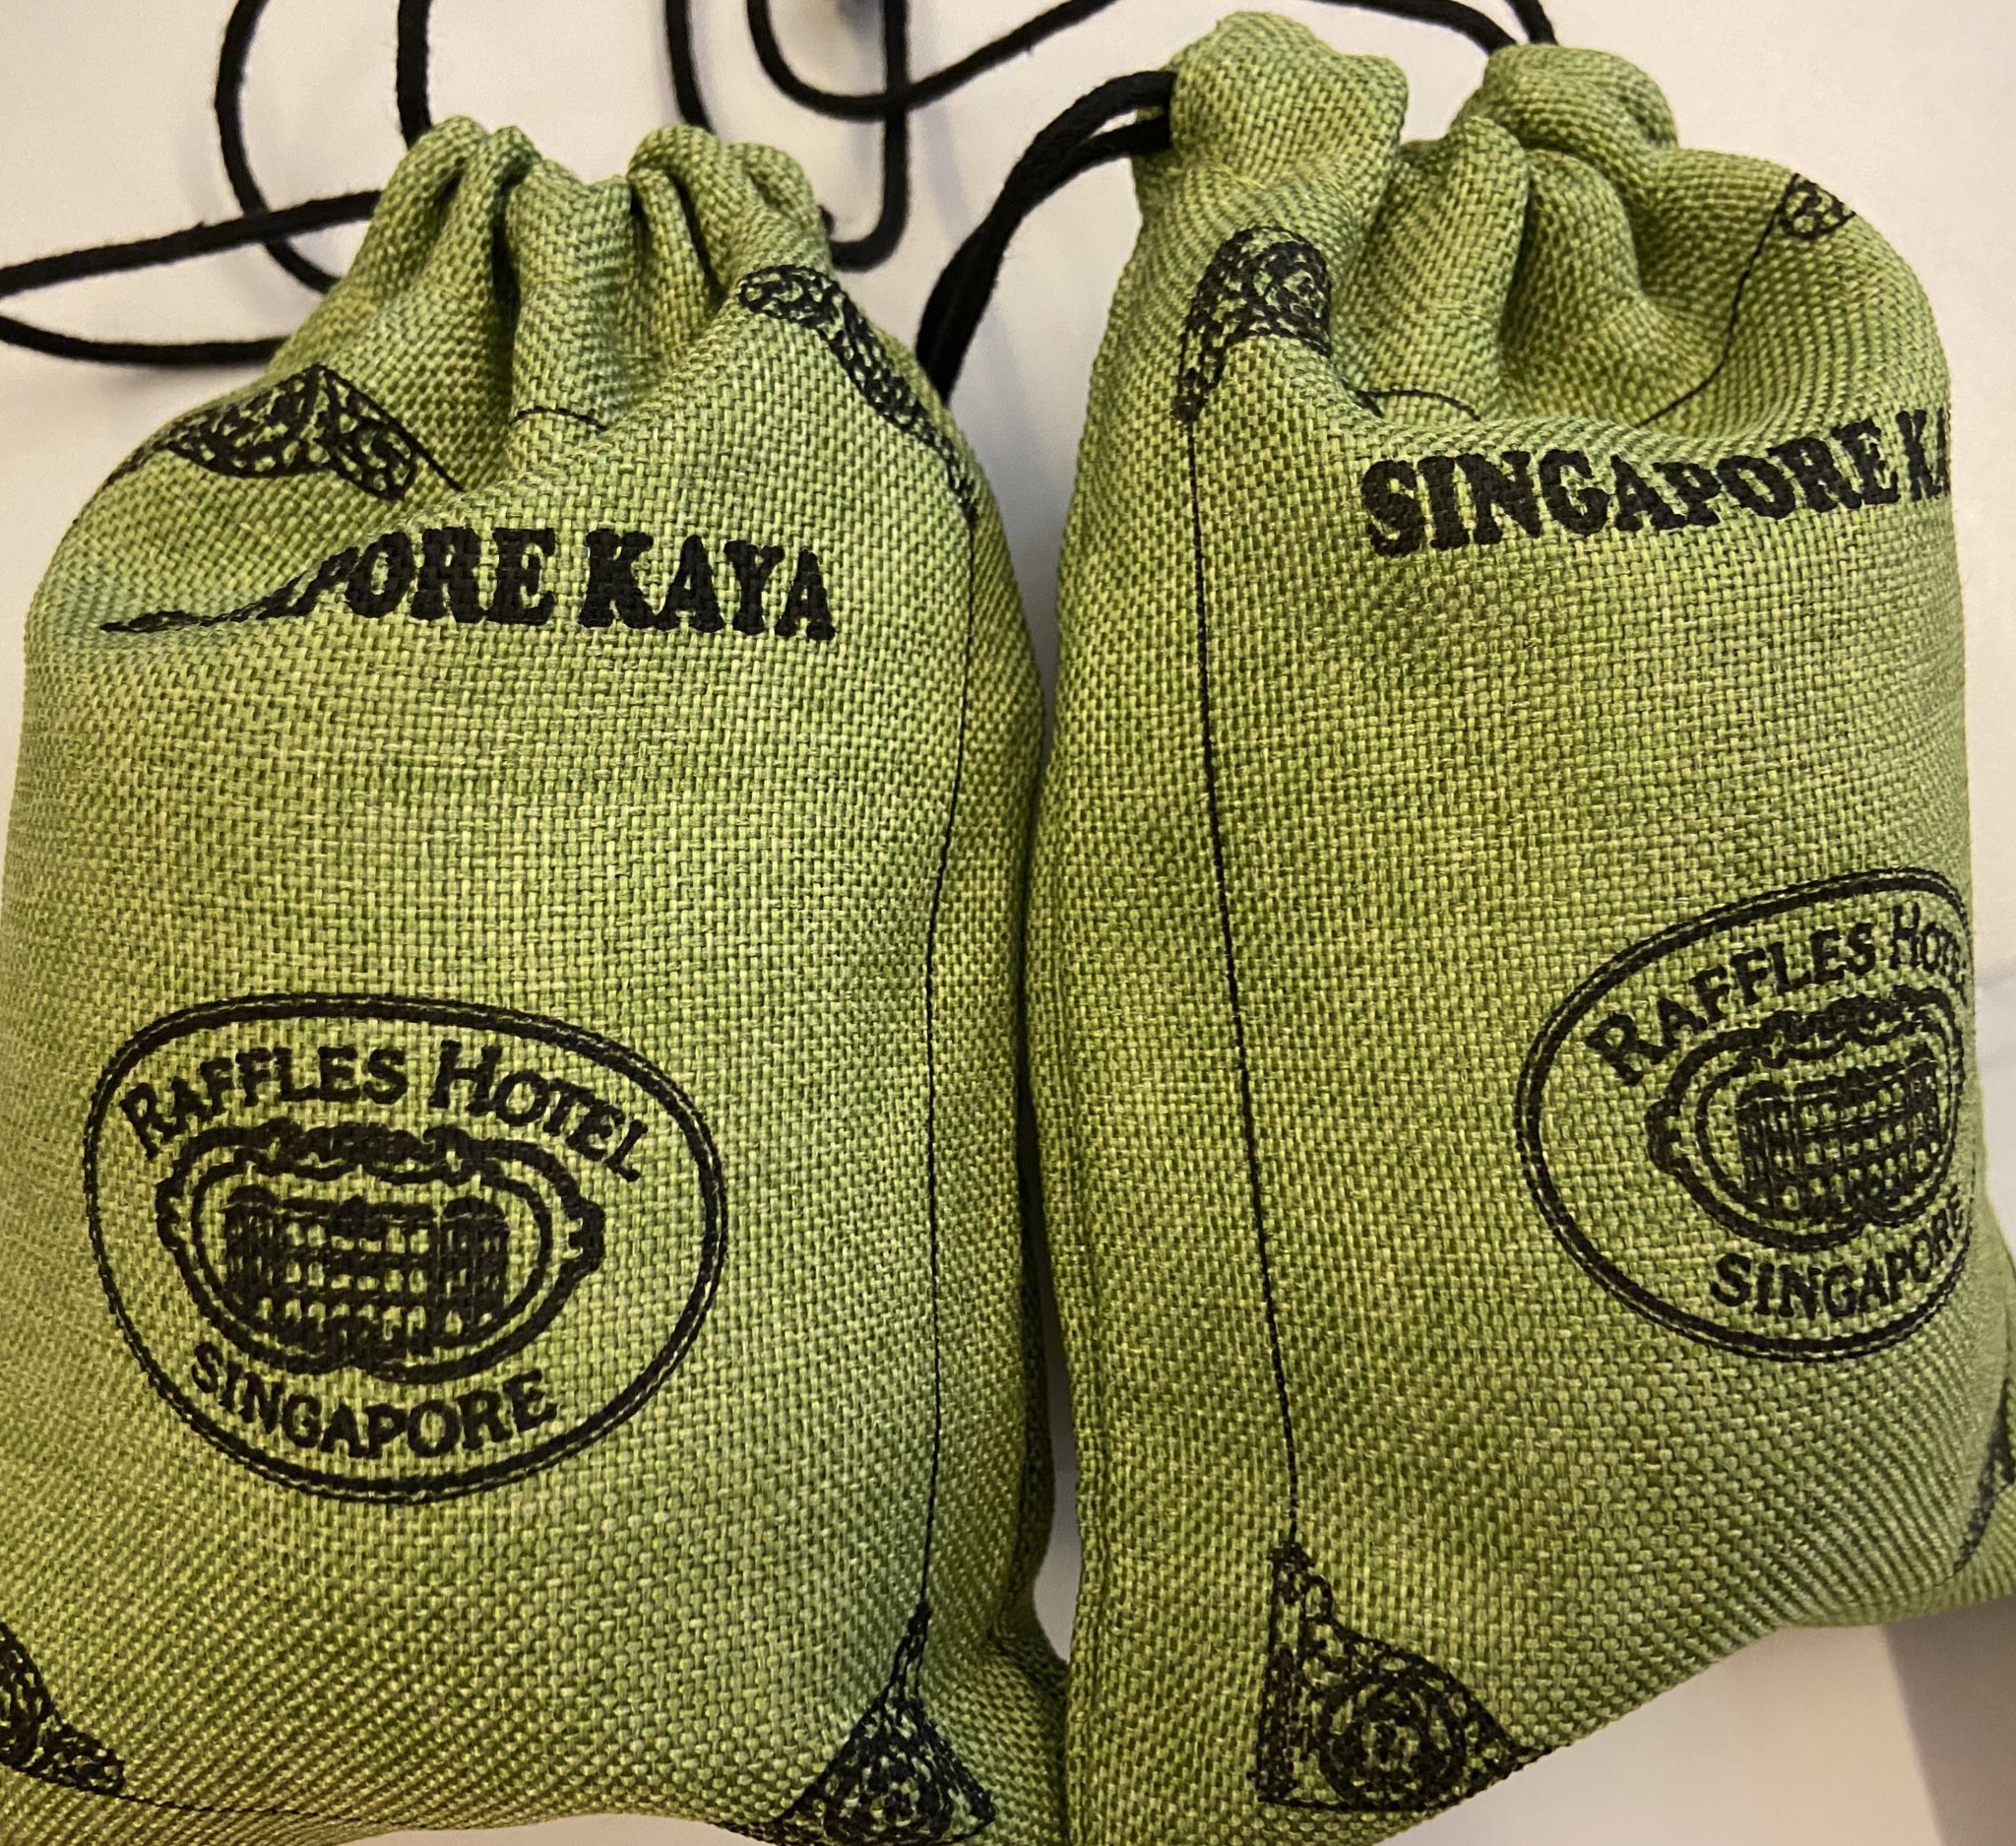 PORE KAYA
RAFFLES HOTEL
SINGAPORE
SINGAPORE KA
RAFFLES HOTEL
SINGAPORE